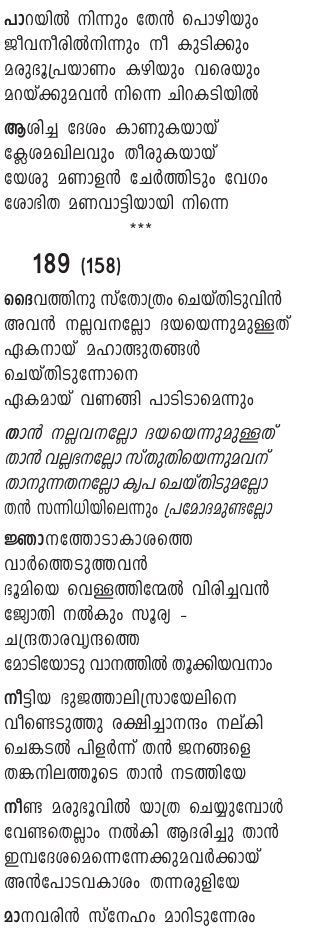 പാറയിൽ നിന്നും തേൻ പൊഴിയും
ജീവനീരിൽനിന്നും നീ കുടിക്കും
മരുഭൂപ്രയാണം കഴിയും വരെയും
മറയ്ക്കുമവൻ നിന്നെ ചിറകടിയിൽ
ആശിച്ച ദേശം കാണുകയായ്
ക്ലേശമഖിലവും തീരുകയായ്
യേശു മണാളൻ ചേർത്തിടും വേഗം
ശോഭിത മണവാട്ടിയായി നിന്നെ
***
189 (158)
ദൈവത്തിനു സ്തോത്രം ചെയ്തിടുവിൻ
അവൻ നല്ലവനല്ലോ ദയയെന്നുമുള്ളത്
ഏകനായ് മഹാത്ഭുതങ്ങൾ
ചെയ്തിടുന്നോനെ
ഏകമായ് വണങ്ങി പാടിടാമെന്നും
താൻ നല്ലവനല്ലോ ദയയെന്നുമുള്ളത്
താൻ വല്ലഭനല്ലോ സ്തുതിയെന്നുമവന്
താനുന്നതനല്ലോ കൃപ ചെയ്തിടുമല്ലോ
തൻ സന്നിധിയിലെന്നും പ്രമോദമുണ്ടല്ലോ
ജ്ഞാനത്തോടാകാശത്തെ
വാർത്തെടുത്തവൻ
ഭൂമിയെ വെള്ളത്തിന്മേൽ വിരിച്ചവൻ
ജ്യോതി നൽകും സൂര്യ -
ചന്ദ്രതാരവൃന്ദത്തെ
മോടിയോടു വാനത്തിൽ തൂക്കിയവനാം
നീട്ടിയ ഭുജത്താലിസ്രായേലിനെ
വീണ്ടെടുത്തു രക്ഷിച്ചാനന്ദം നല്കി
ചെങ്കടൽ പിളർന്ന് തൻ ജനങ്ങളെ
തങ്കനിലത്തൂടെ താൻ നടത്തിയേ
നീണ്ട മരുഭൂവിൽ യാത്ര ചെയ്യുമ്പോൾ
വേണ്ടതെല്ലാം നൽകി ആദരിച്ചു താൻ
ഇമ്പദേശമെന്നെന്നേക്കുമവർക്കായ്
അൻപോടവകാശം തന്നരുളിയേ
മാനവരിൻ സ്നേഹം മാറിടുന്നേരം